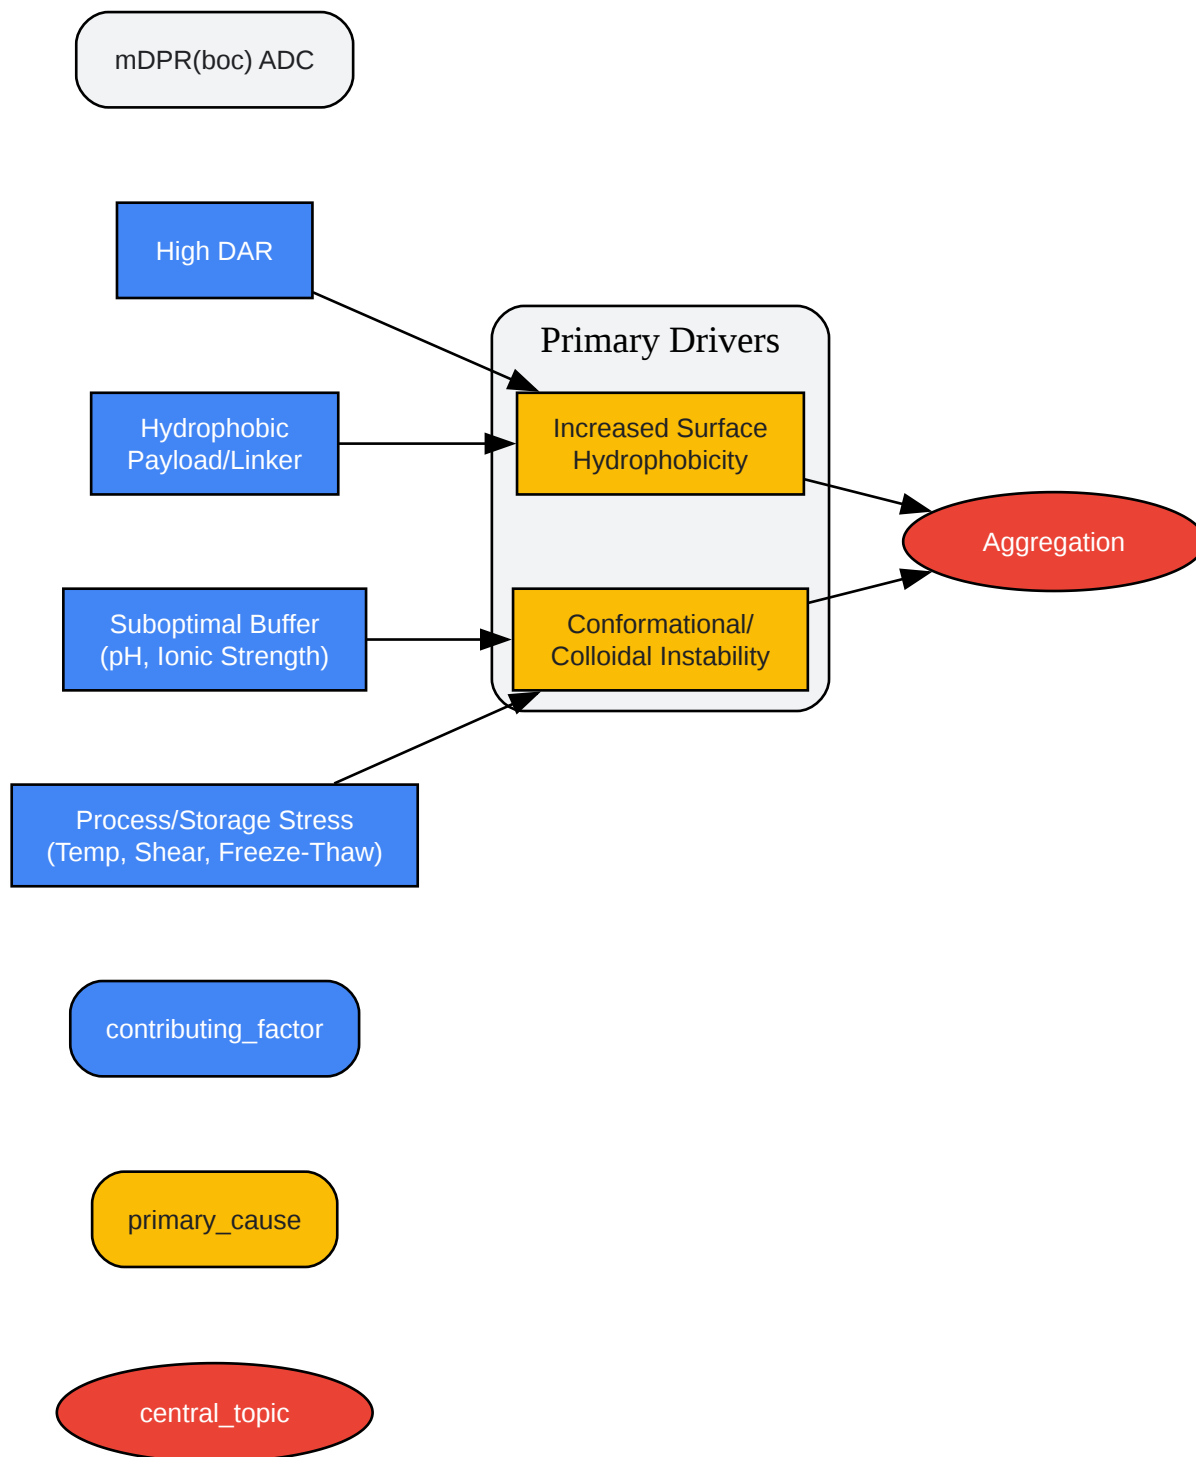 mDPR(boc) ADC
High DAR
Primary Drivers
Hydrophobic
Payload/Linker
Increased Surface
Hydrophobicity
Aggregation
Suboptimal Buffer
(pH, Ionic Strength)
Conformational/
Colloidal Instability
Process/Storage Stress
(Temp, Shear, Freeze-Thaw)
contributing_factor
primary_cause
central_topic